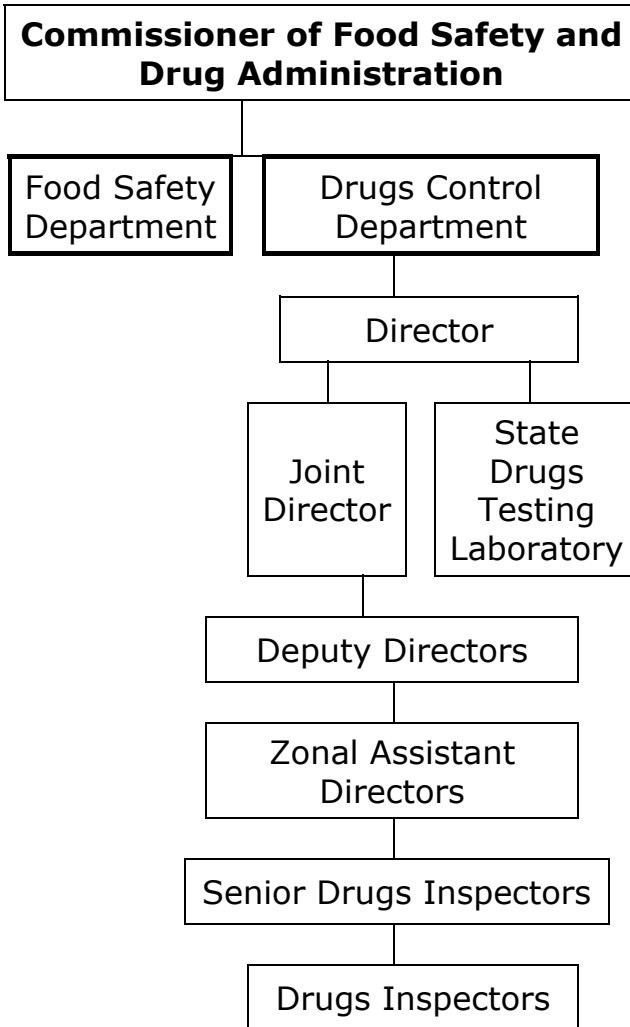 Commissioner of Food Safety and
Drug Administration
Food Safety
Department
Drugs Control
Department
Director
Joint
Director
State
Drugs
Testing
Laboratory
Deputy Directors
Zonal Assistant
Directors
Senior Drugs Inspectors
Drugs Inspectors